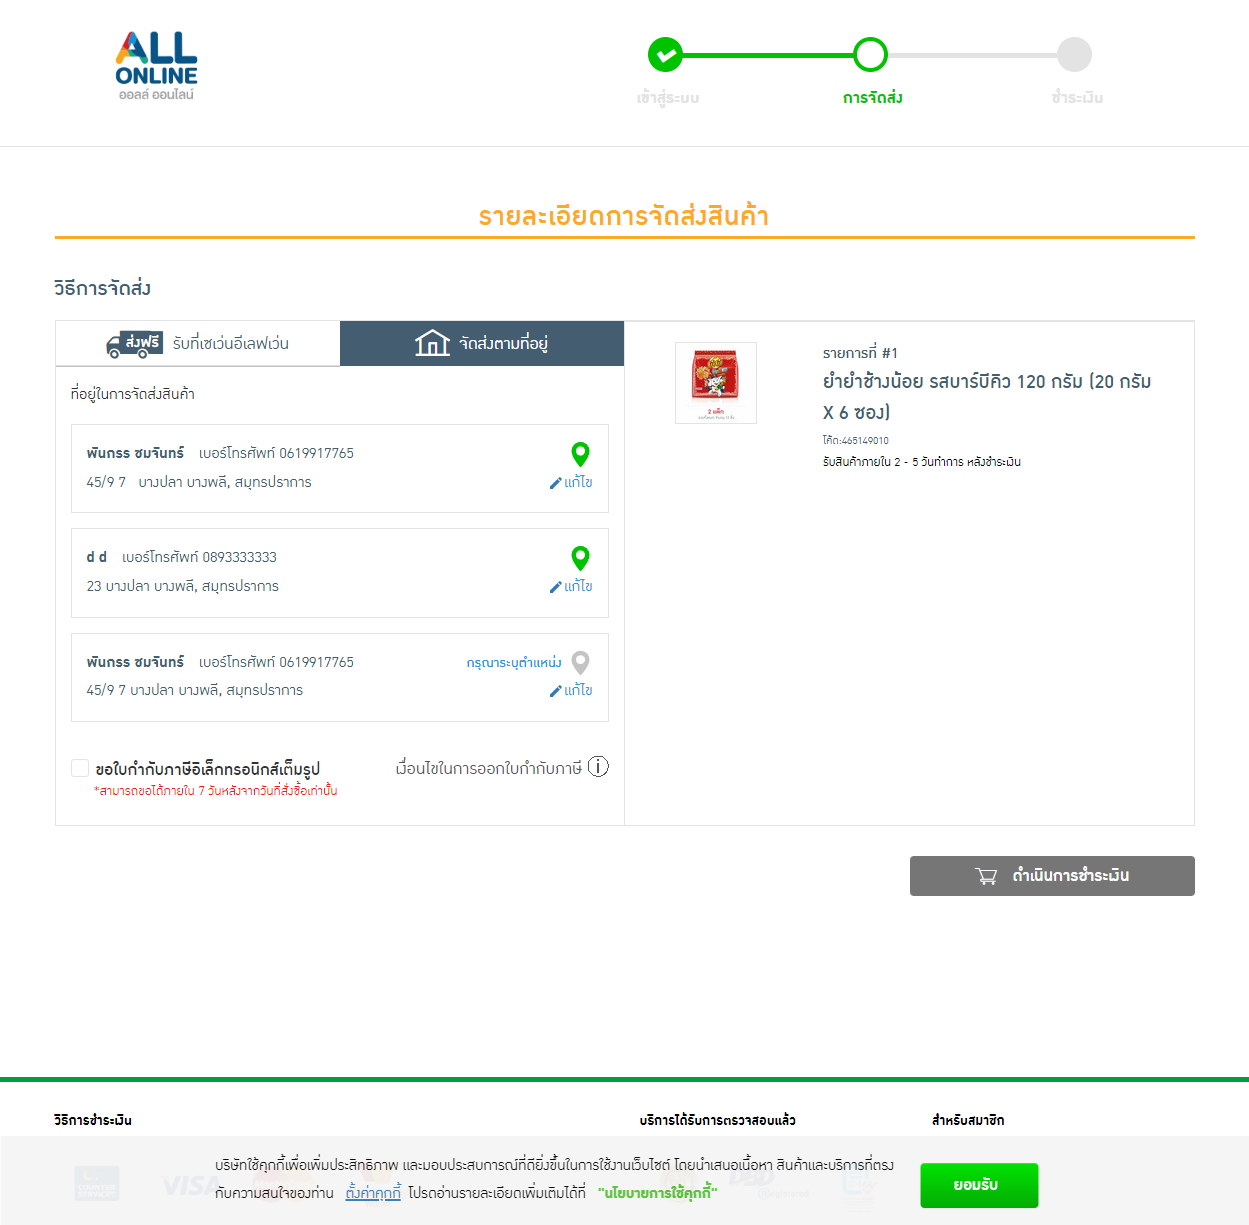 ALL
ONLINE
ออลล์ ออนไลน์
เข้าสู่ระบบ
การจัดส่ง
ชำระเงิน
รายละเอียดการจัดส่งสินค้า
วิธีการจัดส่ง
ส่งฟรี รับที่เซเว่นอีเลฟเว่น
จัดส่งตามที่อยู่
ที่อยู่ในการจัดส่งสินค้า
พันกรร ชมจันทร์ เบอร์โทรศัพท์ 0619917765
45/9 7 บางปลา บางพลี, สมุทรปราการ
แก้ไข
d d เบอร์โทรศัพท์ 0893333333
23 บางปลา บางพลี, สมุทรปราการ
แก้ไข
พันกรร ชมจันทร์ เบอร์โทรศัพท์ 0619917765
กรุณาระบุตำแหน่ง
45/9 7 บางปลา บางพลี, สมุทรปราการ
แก้ไข
ขอใบกำกับภาษีอิเล็กทรอนิกส์เต็มรูป
*สามารถขอได้ภายใน 7 วันหลังจากวันที่สั่งซื้อเท่านั้น
เงื่อนไขในการออกใบกำกับภาษี
2 แพ็ก
รายการที่ #1
ยำยำช้างน้อย รสบาร์บีคิว 120 กรัม (20 กรัม
X 6 ซอง)
โค้ด:465149010
รับสินค้าภายใน 2 - 5 วันทำการ หลังชำระเงิน
ดำเนินการชำระเงิน
วิธีการชำระเงิน
บริการได้รับการตรวจสอบแล้ว
สำหรับสมาชิก
VISA
บริษัทใช้คุกกี้เพื่อเพิ่มประสิทธิภาพ และมอบประสบการณ์ที่ดียิ่งขึ้นในการใช้งานเว็บไซต์ โดยนำเสนอเนื้อหา สินค้าและบริการที่ตรง
กับความสนใจของท่าน ตั้งค่าคุกกี้ โปรดอ่านรายละเอียดเพิ่มเติมได้ที่ "นโยบายการใช้คุกกี้"
ยอมรับ